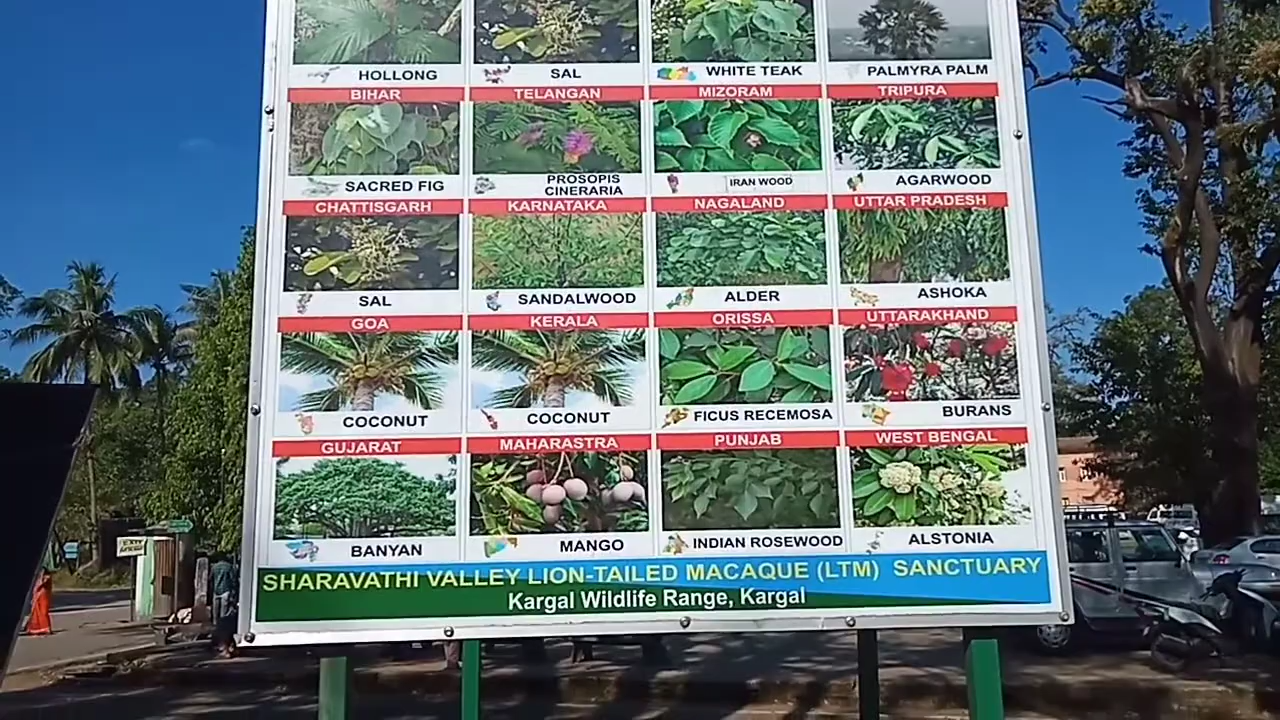 HOLLONG SAL WHITE TEAK PALMYRA PALM
BIHAR TELANGAN MIZORAM TRIPURA
SACRED FIG PROSOPIS CINERARIA IRAN WOOD AGARWOOD
CHATTISGARH KARNATAKA NAGALAND UTTAR PRADESH
SAL SANDALWOOD ALDER ASHOKA
GOA KERALA ORISSA UTTARAKHAND
COCONUT COCONUT FICUS RECEMOSA BURANS
GUJARAT MAHARASTRA PUNJAB WEST BENGAL
BANYAN MANGO INDIAN ROSEWOOD ALSTONIA
SHARAVATHI VALLEY LION-TAILED MACAQUE (LTM) SANCTUARY
Kargal Wildlife Range, Kargal